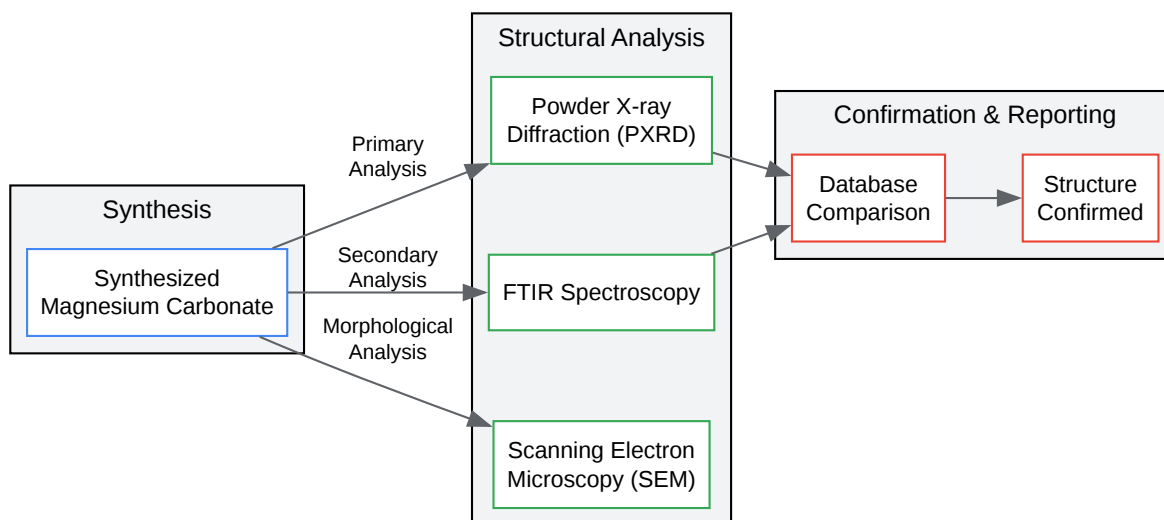 Synthesis
Synthesized
Magnesium Carbonate
Primary
Analysis
Secondary
Analysis
Morphological
Analysis
Structural Analysis
Powder X-ray
Diffraction (PXRD)
FTIR Spectroscopy
Scanning Electron
Microscopy (SEM)
Confirmation & Reporting
Database
Comparison
Structure
Confirmed